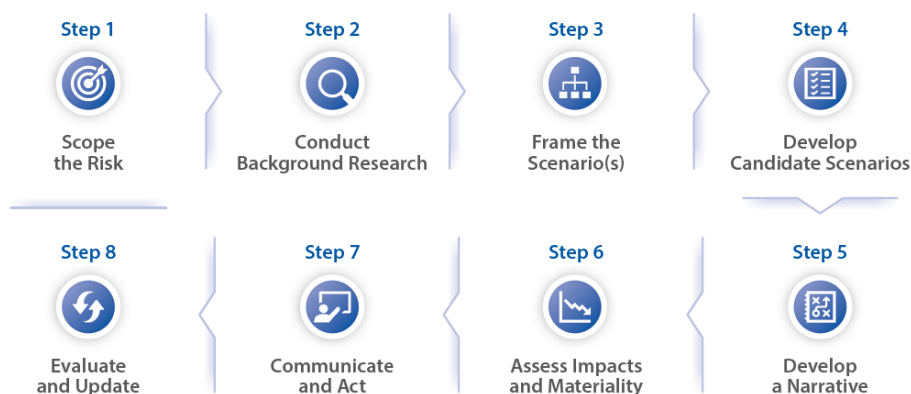 Step 1
Scope
the Risk
Step 2
Conduct
Background Research
Step 3
Frame the
Scenario(s)
Step 4
Develop
Candidate Scenarios
Step 8
Evaluate
and Update
Step 7
Communicate
and Act
Step 6
Assess Impacts
and Materiality
Step 5
Develop
a Narrative